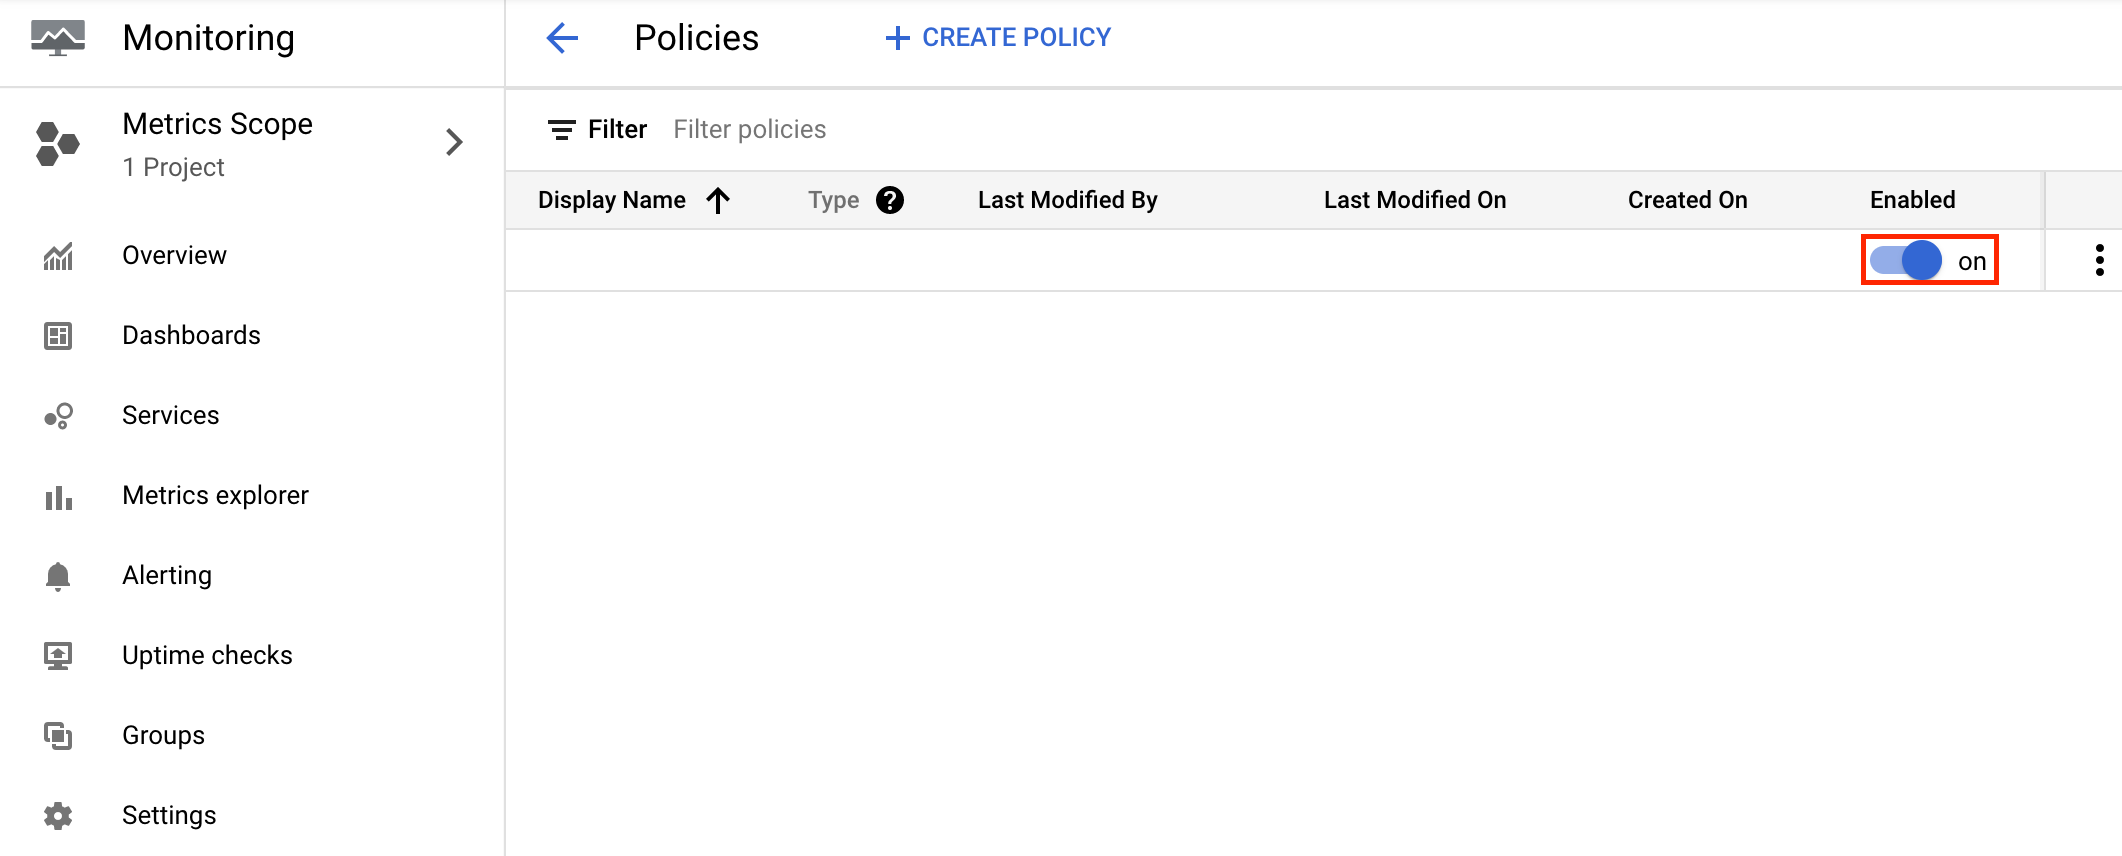 Monitoring
Policies
CREATE POLICY
Metrics Scope
1 Project
Filter Filter policies
Display Name Type Last Modified By Last Modified On Created On Enabled
on
Overview
Dashboards
Services
Metrics explorer
Alerting
Uptime checks
Groups
Settings